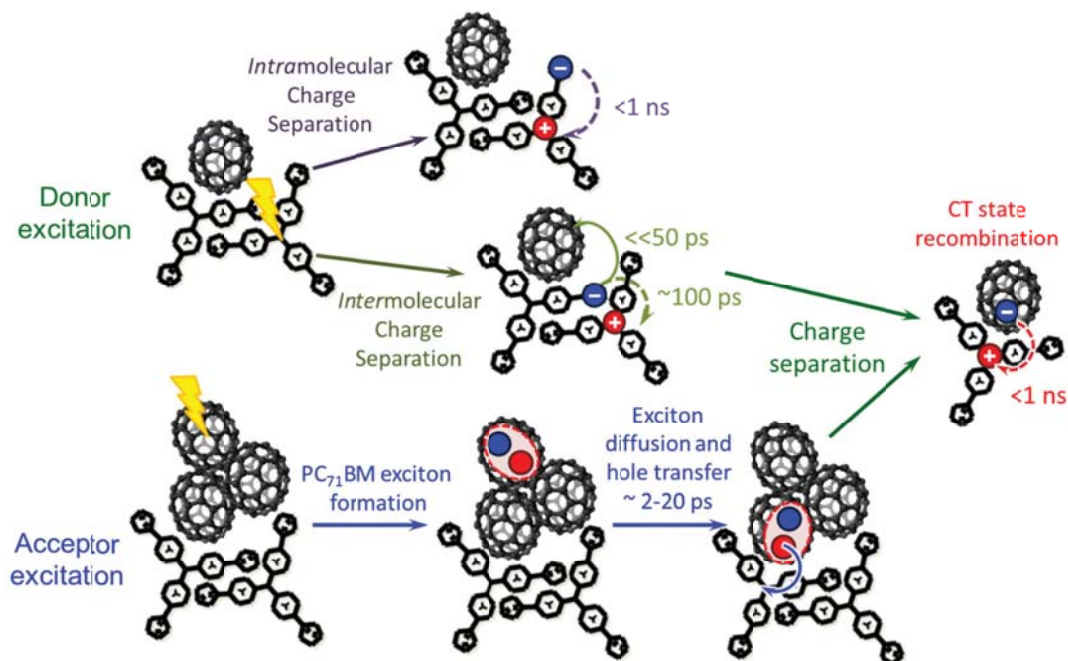 Intramolecular
Charge
Separation
−
+
<1 ns
Donor
excitation
Intermolecular
Charge
Separation
<<50 ps
−
+
~100 ps
Charge
separation
CT state
recombination
−
+
<1 ns
Acceptor
excitation
PC71BM exciton
formation
Exciton
diffusion and
hole transfer
~ 2-20 ps